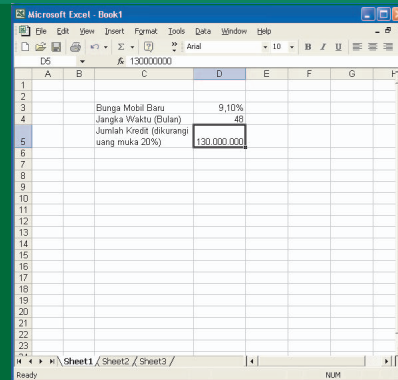 Microsoft Excel - Book1
File Edit View Insert Format Tools Data Window Help
Arial 10 B I U
D5 fx 130000000
A B C D E F G
1
2
3 Bunga Mobil Baru 9,10%
4 Jangka Waktu (Bulan) 48
Jumlah Kredit (dikurangi
5 uang muka 20%) 130.000.000
6
7
8
9
10
11
12
13
14
15
16
17
18
19
20
21
22
23
Sheet1 / Sheet2 / Sheet3 /
Ready NUM